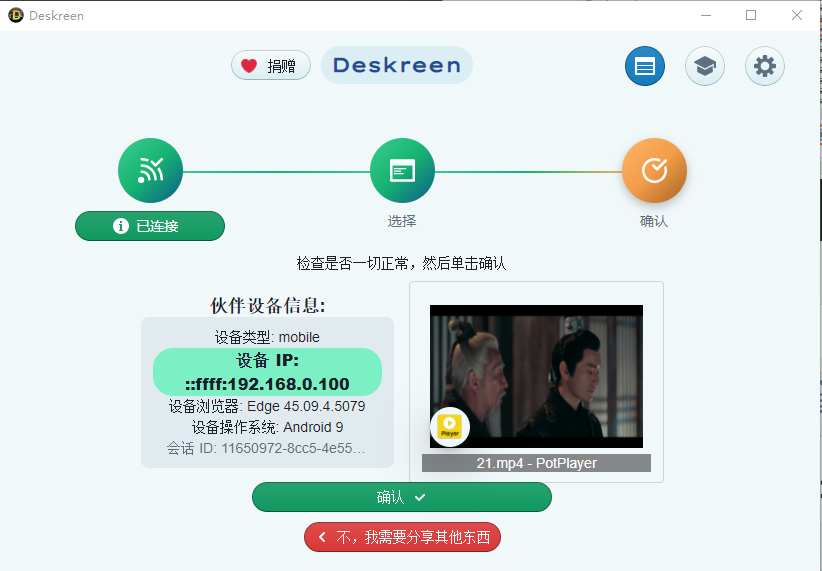 Deskreen
捐赠
Deskreen
已连接
选择
确认
检查是否一切正常，然后单击确认
伙伴设备信息:
设备类型: mobile
设备 IP:
::ffff:192.168.0.100
设备浏览器: Edge 45.09.4.5079
设备操作系统: Android 9
会话 ID: 11650972-8cc5-4e55...
Player
21.mp4 - PotPlayer
确认
不，我需要分享其他东西